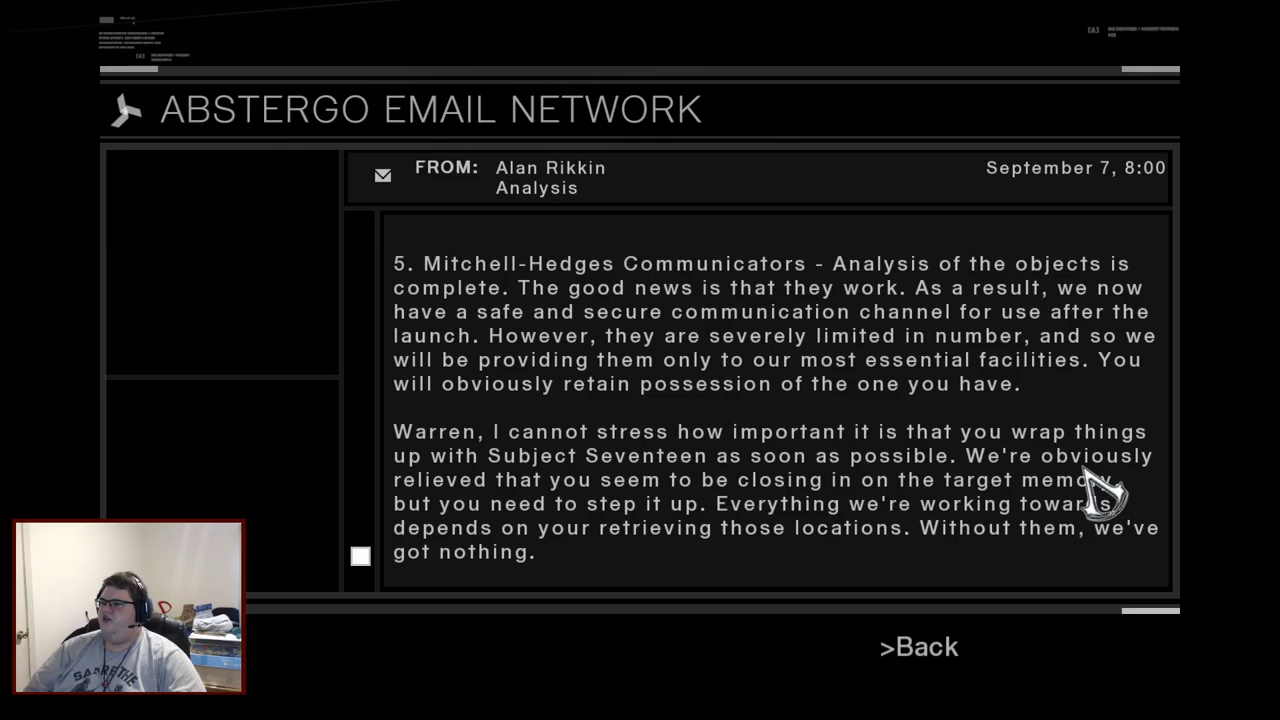 ABSTERGO EMAIL NETWORK
FROM: Alan Rikkin September 7, 8:00
Analysis
5. Mitchell-Hedges Communicators - Analysis of the objects is
complete. The good news is that they work. As a result, we now
have a safe and secure communication channel for use after the
launch. However, they are severely limited in number, and so we
will be providing them only to our most essential facilities. You
will obviously retain possession of the one you have.
Warren, I cannot stress how important it is that you wrap things
up with Subject Seventeen as soon as possible. We're obviously
relieved that you seem to be closing in on the target memory,
but you need to step it up. Everything we're working towards
depends on your retrieving those locations. Without them, we've
got nothing.
>Back